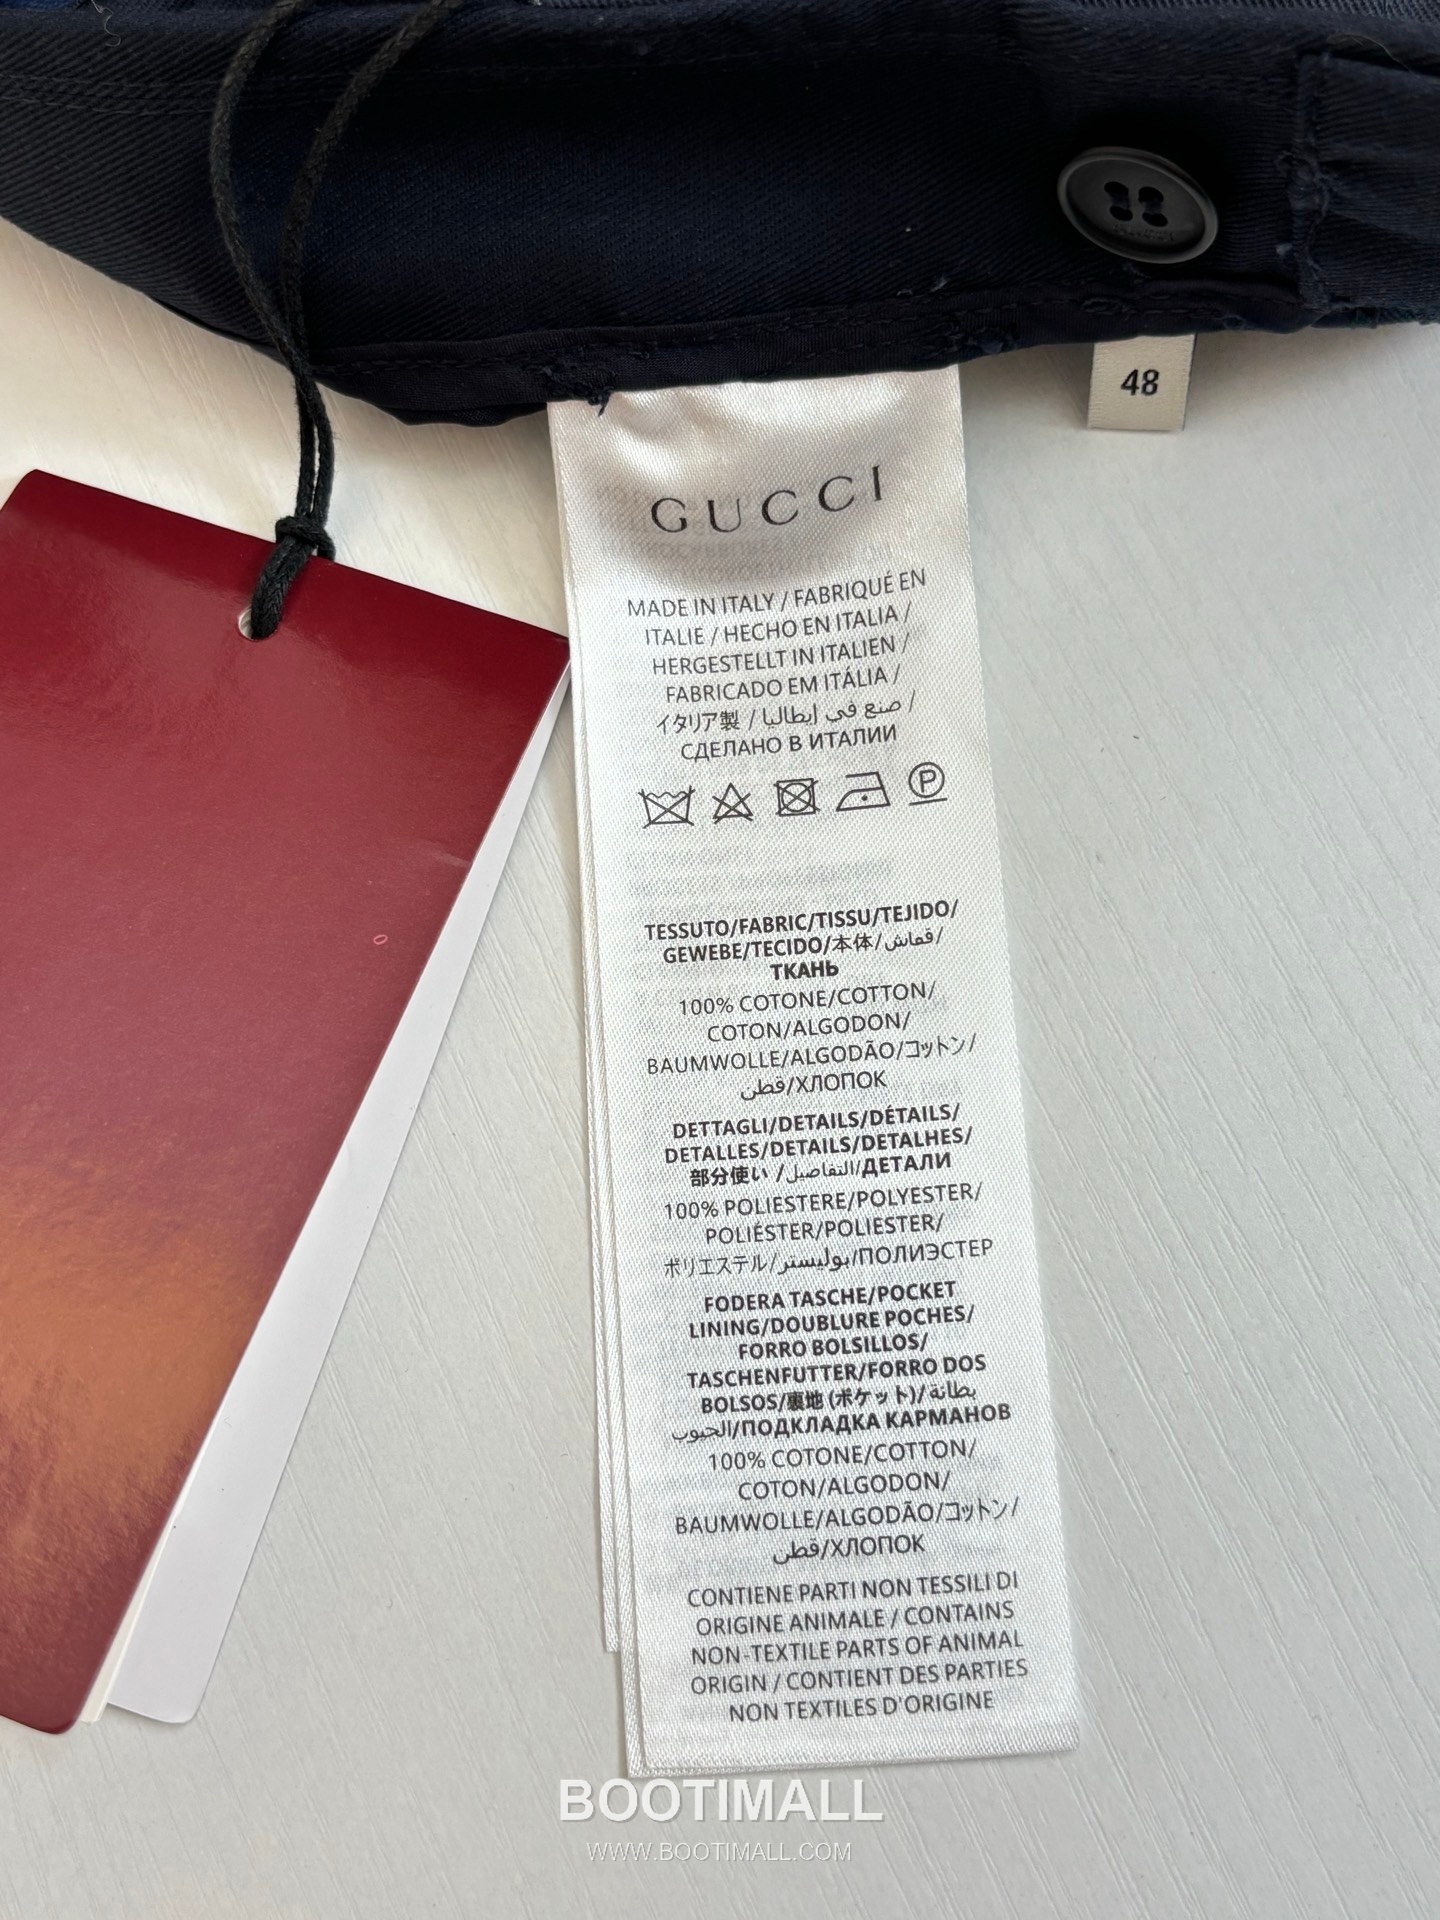 48
GUCCI
MADE IN ITALY / FABRIQUÉ EN
ITALIE / HECHO EN ITALIA /
HERGESTELLT IN ITALIEN /
FABRICADO EM ITÁLIA /
イタリア製 / صنع في إيطاليا /
СДЕЛАНО В ИТАЛИИ
P
TESSUTO/FABRIC/TISSU/TEJIDO/
GEWEBE/TECIDO/本体/قماش/
ТКАНЬ
100% COTONE/COTTON/
COTON/ALGODON/
BAUMWOLLE/ALGODÃO/コットン/
قطن/ХЛОПОК
DETTAGLI/DETAILS/DÉTAILS/
DETALLES/DETAILS/DETALHES/
部分使い /التفاصيل/ДЕТАЛИ
100% POLIESTERE/POLYESTER/
POLIÉSTER/POLIESTER/
ポリエステル/بوليستر/ПОЛИЭСТЕР
FODERA TASCHE/POCKET
LINING/DOUBLURE POCHES/
FORRO BOLSILLOS/
TASCHENFUTTER/FORRO DOS
BOLSOS/裏地 (ポケット)/بطانة
الجيوب/ПОДКЛАДКА КАРМАНОВ
100% COTONE/COTTON/
COTON/ALGODON/
BAUMWOLLE/ALGODÃO/コットン/
قطن/ХЛОПОК
CONTIENE PARTI NON TESSILI DI
ORIGINE ANIMALE / CONTAINS
NON-TEXTILE PARTS OF ANIMAL
ORIGIN / CONTIENT DES PARTIES
NON TEXTILES D'ORIGINE
BOOTIMALL
WWW.BOOTIMALL.COM